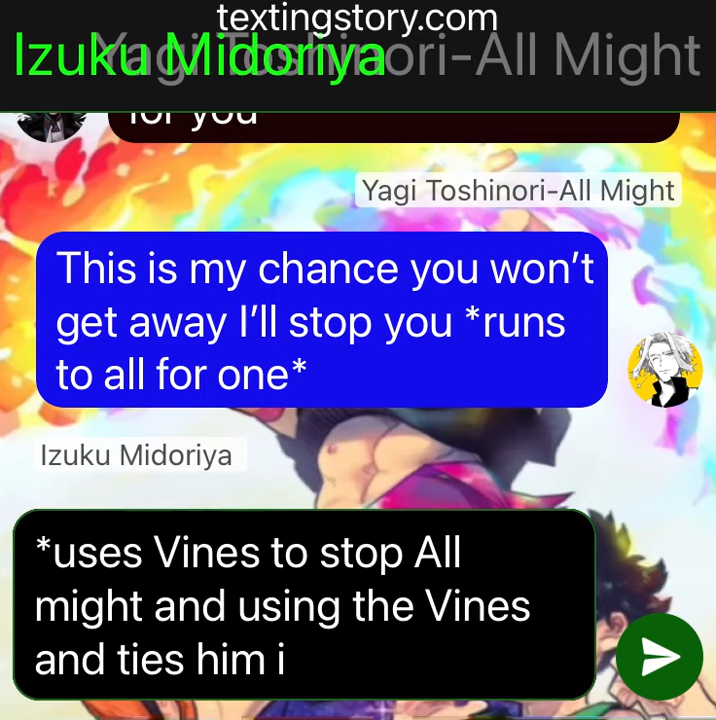 textingstory.com
Izuku Midoriya
Yagi Toshinori-All Might
for you
Yagi Toshinori-All Might
This is my chance you won't
get away I'll stop you *runs
to all for one*
Izuku Midoriya
*uses Vines to stop All
might and using the Vines
and ties him i